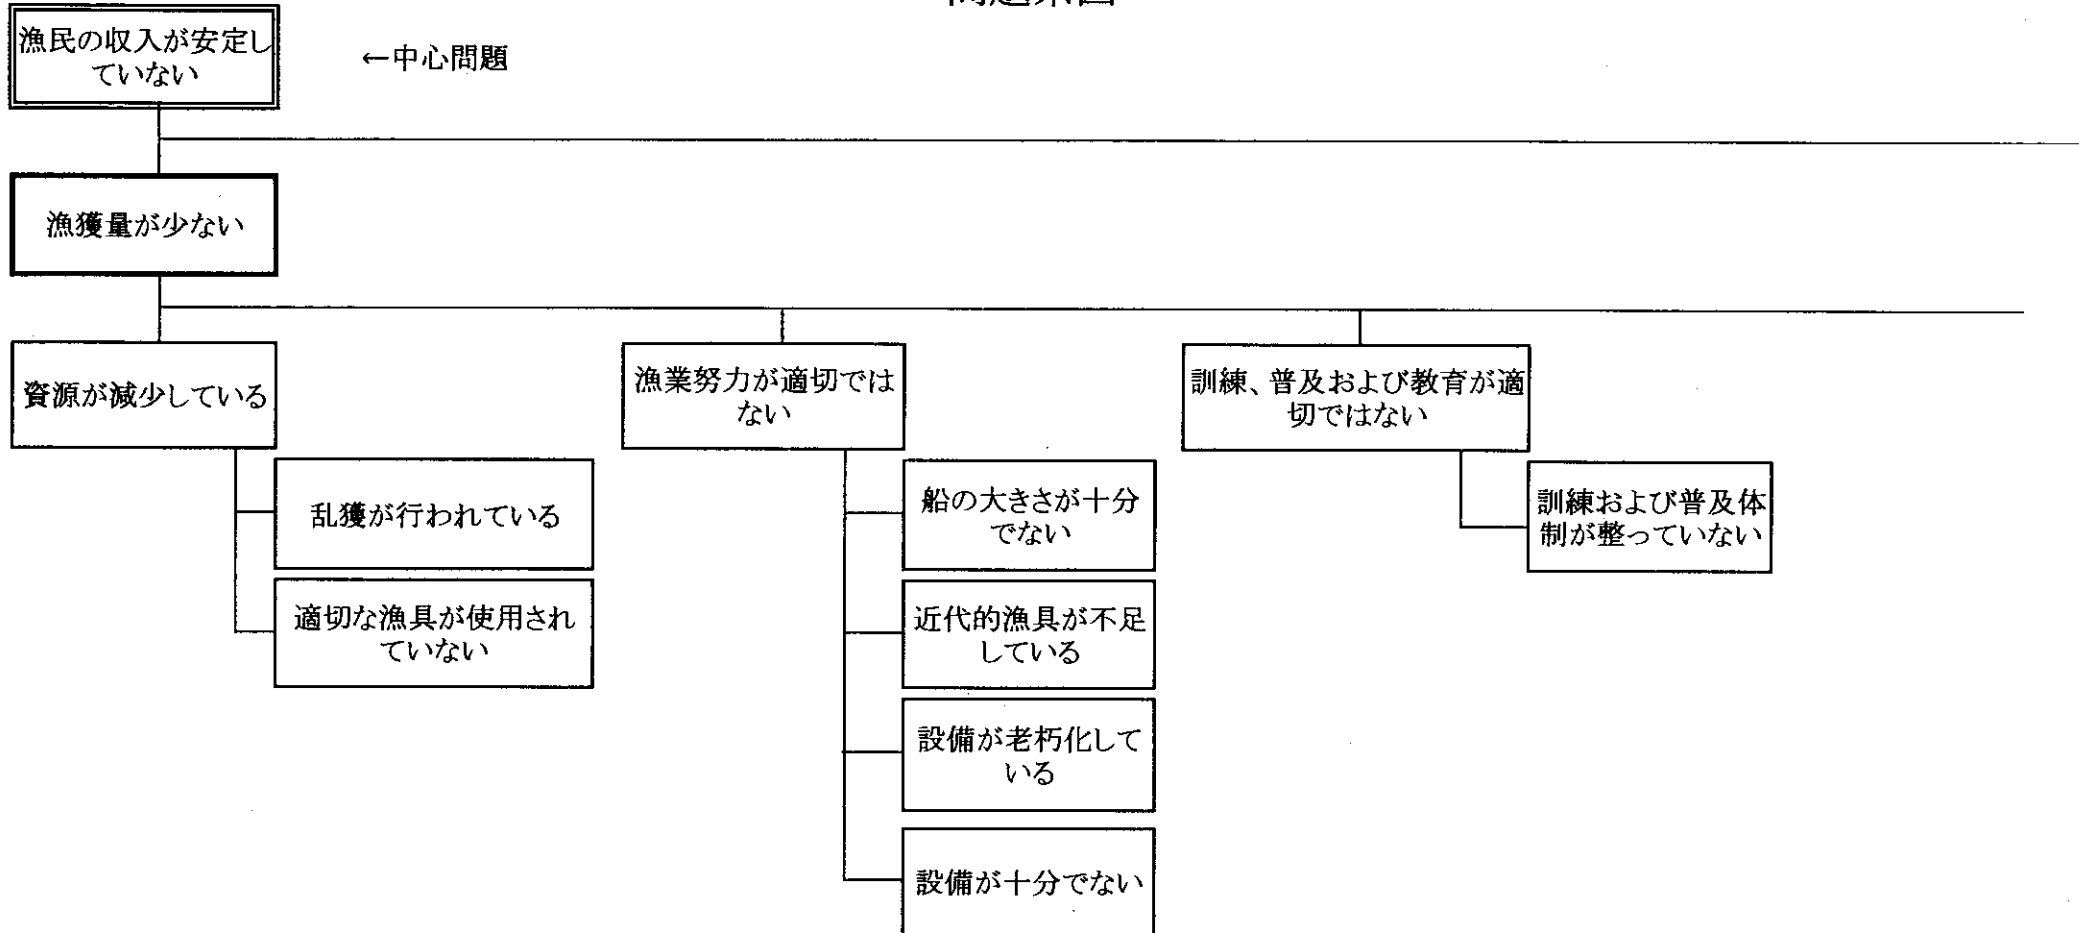 漁民の収入が安定し
ていない
←中心問題
漁獲量が少ない
資源が減少している
漁業努力が適切では
ない
訓練、普及および教育が適
切ではない
乱獲が行われている
適切な漁具が使用され
ていない
船の大きさが十分
でない
近代的漁具が不足
している
設備が老朽化して
いる
設備が十分でない
訓練および普及体
制が整っていない